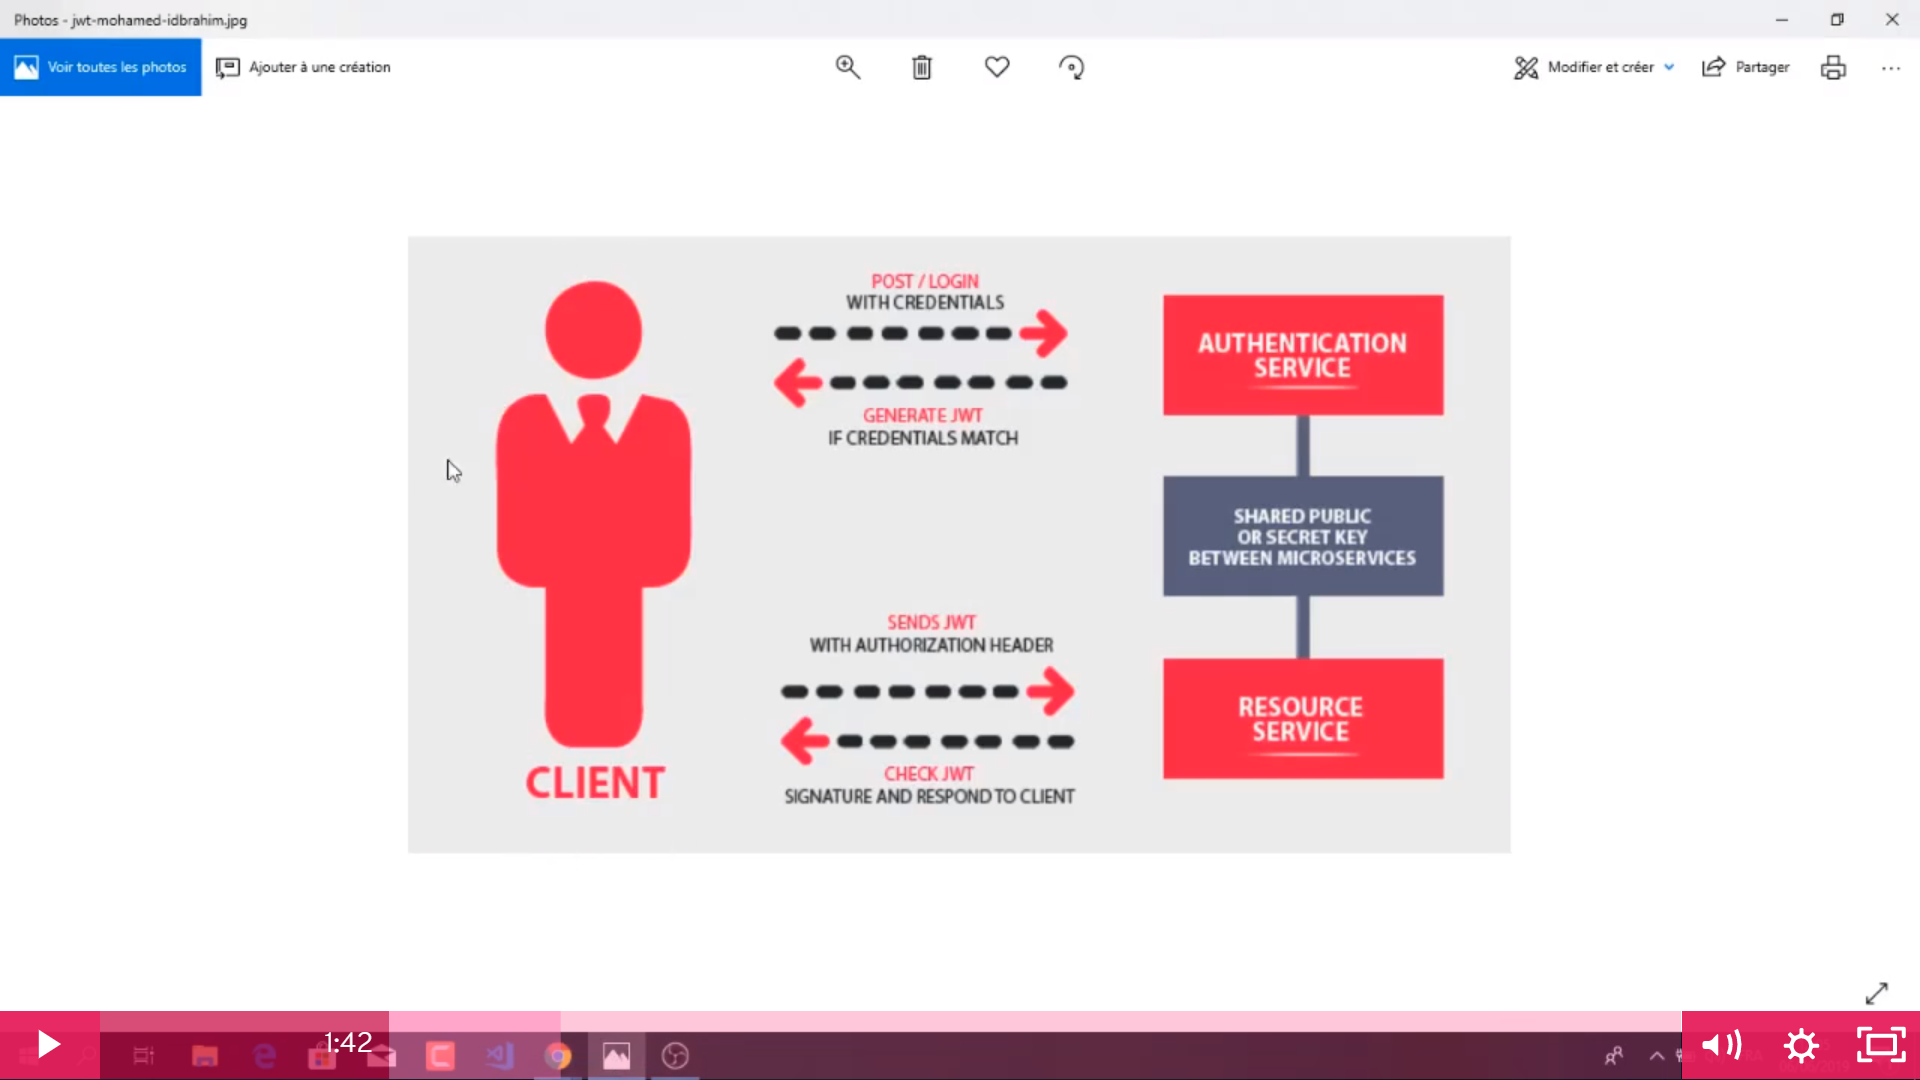 Photos - jwt-mohamed-idbrahim.jpg
Voir toutes les photos
Ajouter à une création
Modifier et créer
Partager
POST / LOGIN
WITH CREDENTIALS
GENERATE JWT
IF CREDENTIALS MATCH
AUTHENTICATION
SERVICE
SHARED PUBLIC
OR SECRET KEY
BETWEEN MICROSERVICES
SENDS JWT
WITH AUTHORIZATION HEADER
CHECK JWT
SIGNATURE AND RESPOND TO CLIENT
RESOURCE
SERVICE
CLIENT
1:42